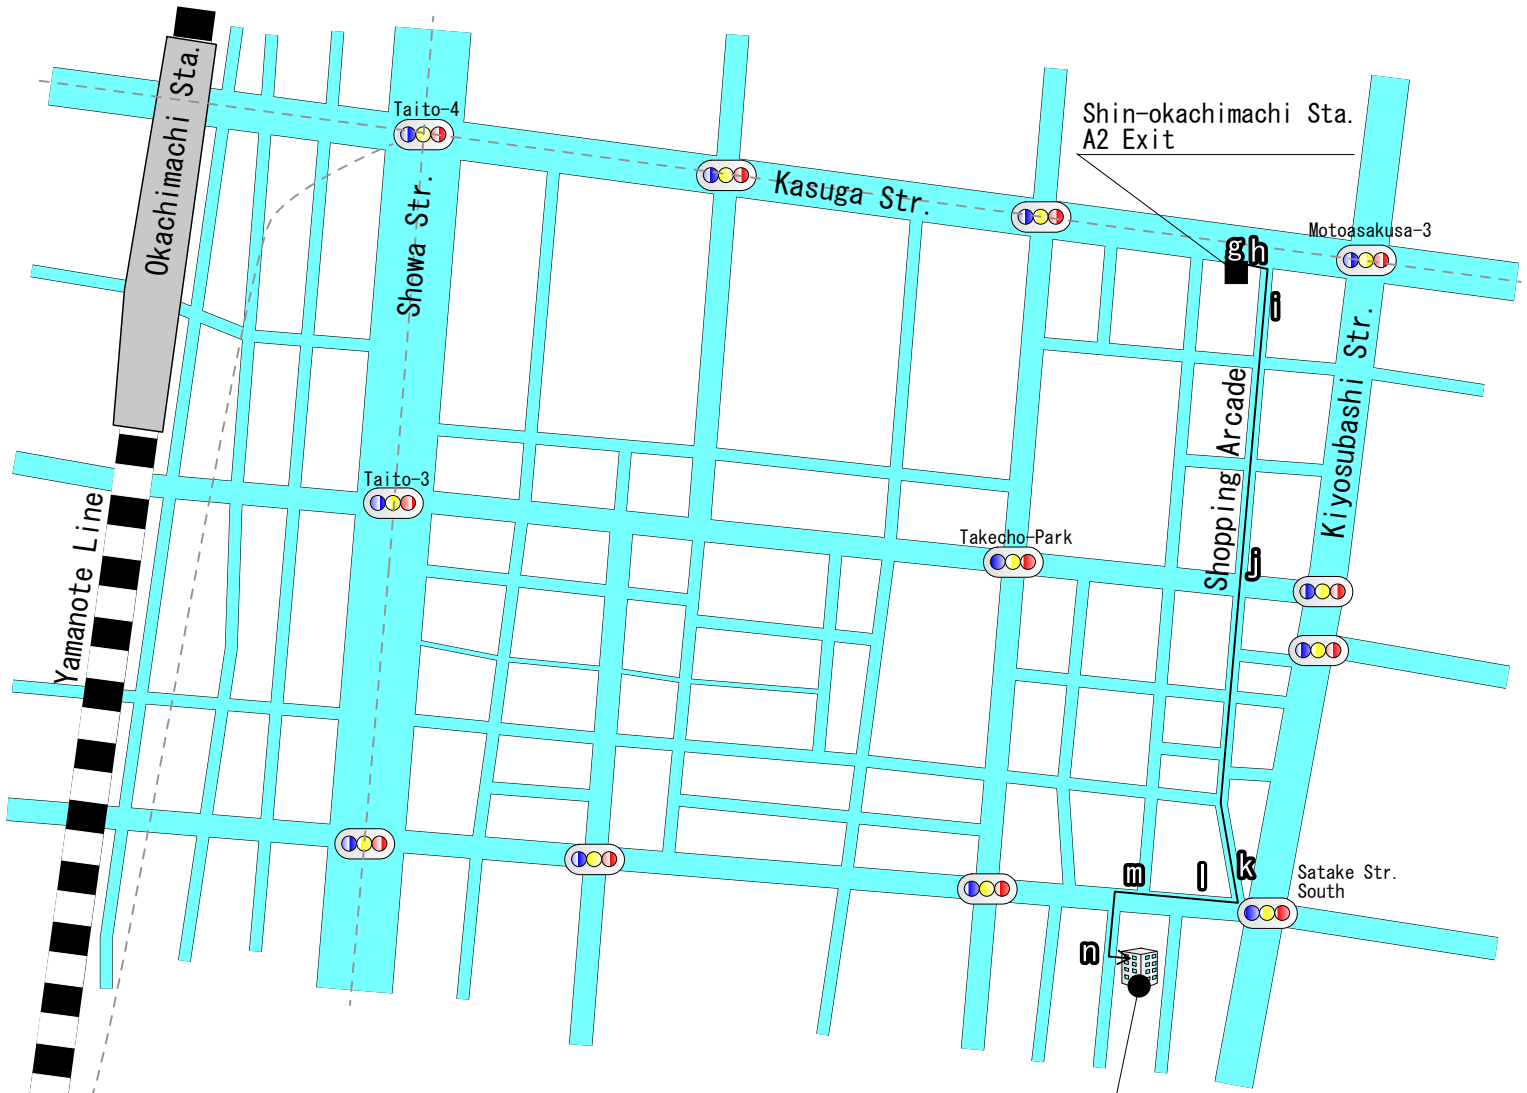 Okachimachi Sta.
Taito-4
Shin-okachimachi Sta.
A2 Exit
Kasuga Str.
Motoasakusa-3
g
h
i
Showa Str.
Shopping Arcade
Kiyosubashi Str.
Yamanote Line
Taito-3
Takecho-Park
j
k
l
m
Satake Str.
South
n